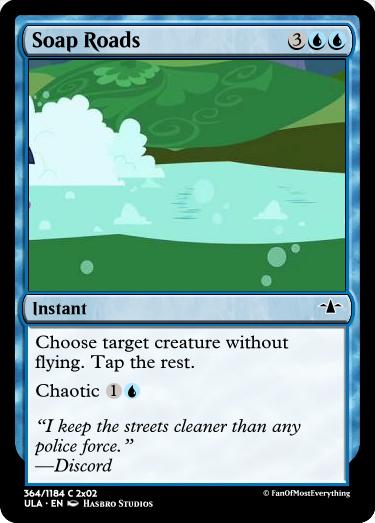 Soap Roads 3
Instant
Choose target creature without
flying. Tap the rest.
Chaotic 1
“I keep the streets cleaner than any
police force.”
—Discord
364/1184 C 2x02
ULA • EN Hasbro Studios
© FanOfMostEverything